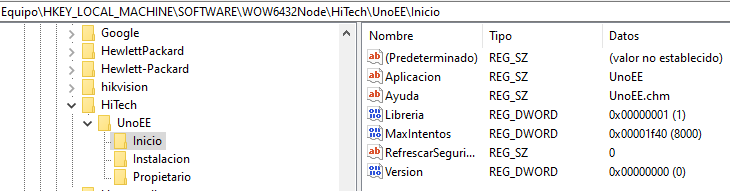 Equipo\HKEY_LOCAL_MACHINE\SOFTWARE\WOW6432Node\HiTech\UnoEE\Inicio
Google
HewlettPackard
Hewlett-Packard
hikvision
HiTech
UnoEE
Inicio
Instalacion
Propietario
Nombre Tipo Datos
(Predeterminado) REG_SZ (valor no establecido)
Aplicacion REG_SZ UnoEE
Ayuda REG_SZ UnoEE.chm
Libreria REG_DWORD 0x00000001 (1)
MaxIntentos REG_DWORD 0x00001f40 (8000)
RefrescarSeguri... REG_SZ 0
Version REG_DWORD 0x00000000 (0)